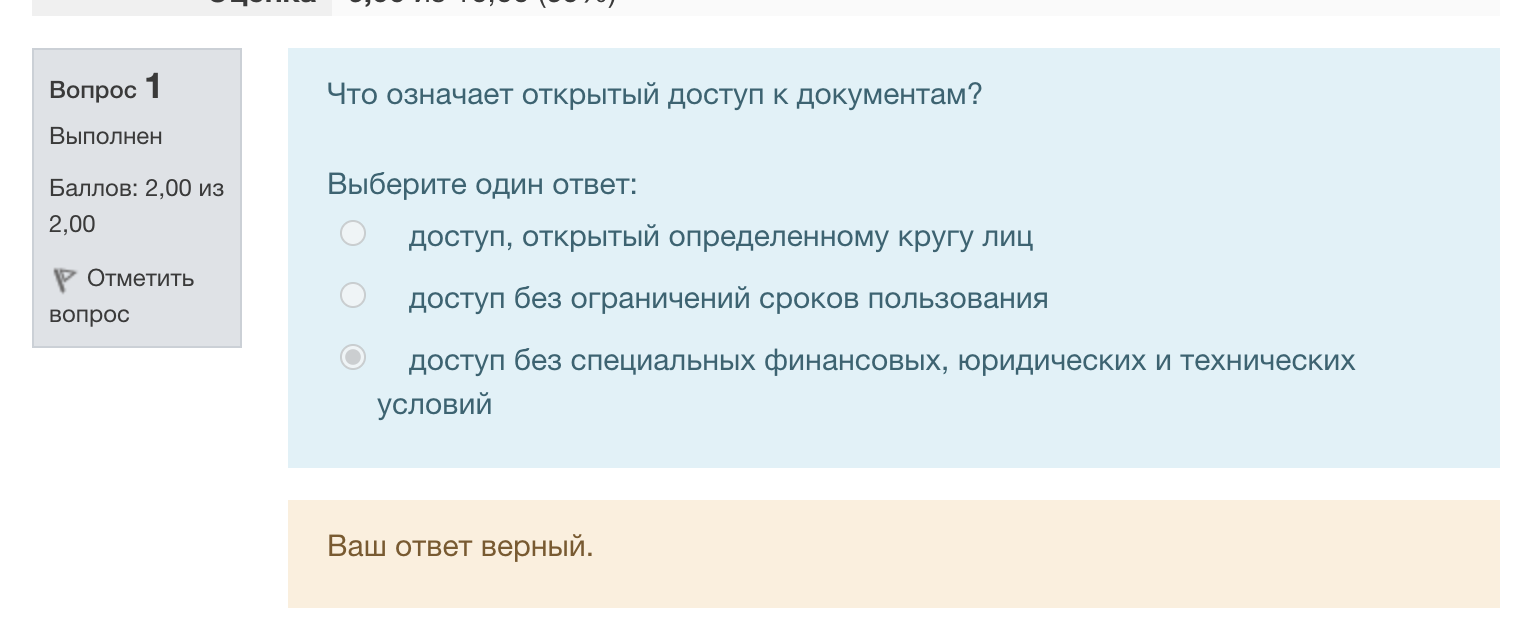 Вопрос 1
Выполнен
Баллов: 2,00 из
2,00
Отметить
вопрос
Что означает открытый доступ к документам?
Выберите один ответ:
доступ, открытый определенному кругу лиц
доступ без ограничений сроков пользования
доступ без специальных финансовых, юридических и технических
условий
Ваш ответ верный.